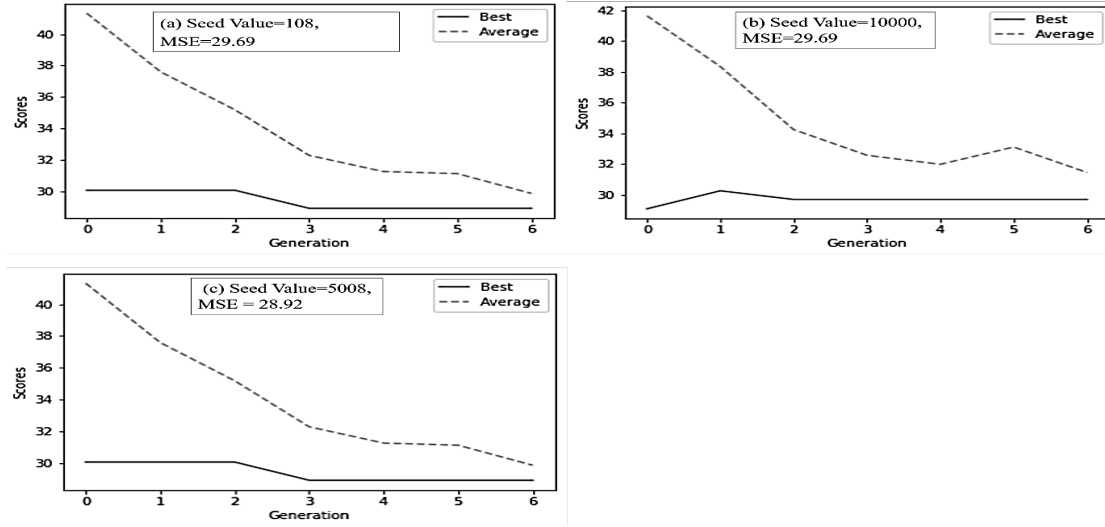 (a) Seed Value=108,
MSE=29.69
Best
Average
40
38
36
34
32
30
Scores
0 1 2 3 4 5 6
Generation
(b) Seed Value=10000,
MSE=29.69
Best
Average
42
40
38
36
34
32
30
Scores
0 1 2 3 4 5 6
Generation
(c) Seed Value=5008,
MSE = 28.92
Best
Average
40
38
36
34
32
30
Scores
0 1 2 3 4 5 6
Generation